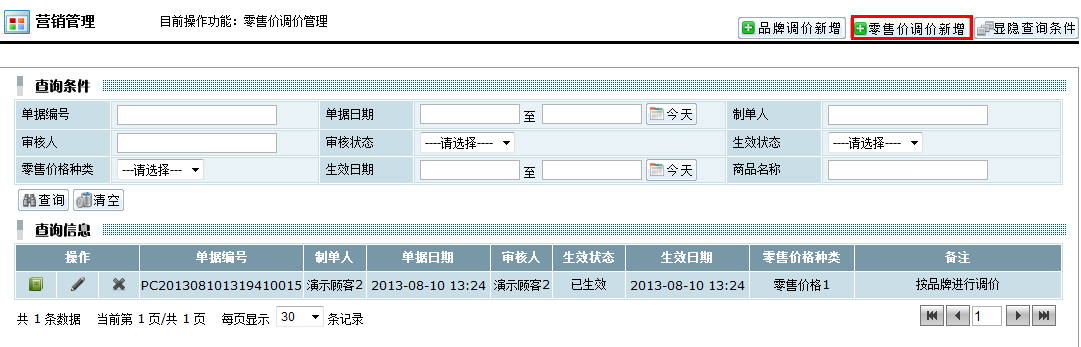 营销管理 目前操作功能：零售价调价管理
品牌调价新增 零售价调价新增 显隐查询条件
查询条件
单据编号 单据日期 至 今天 制单人
审核人 审核状态 ----请选择---- 生效状态 ----请选择----
零售价格种类 ---请选择--- 生效日期 至 今天 商品名称
查询 清空
查询信息
操作 单据编号 制单人 单据日期 审核人 生效状态 生效日期 零售价格种类 备注
PC201308101319410015 演示顾客2 2013-08-10 13:24 演示顾客2 已生效 2013-08-10 13:24 零售价格1 按品牌进行调价
共 1 条数据 当前第 1 页/共 1 页 每页显示 30 条记录 1